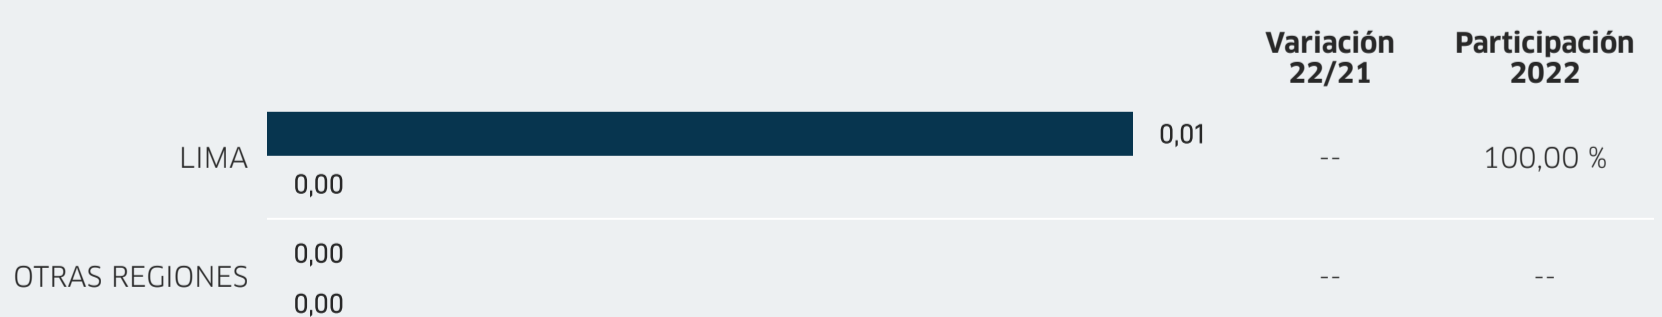 Variación Participación
22/21 2022
LIMA 0,01 -- 100,00 %
0,00
OTRAS REGIONES 0,00 -- --
0,00